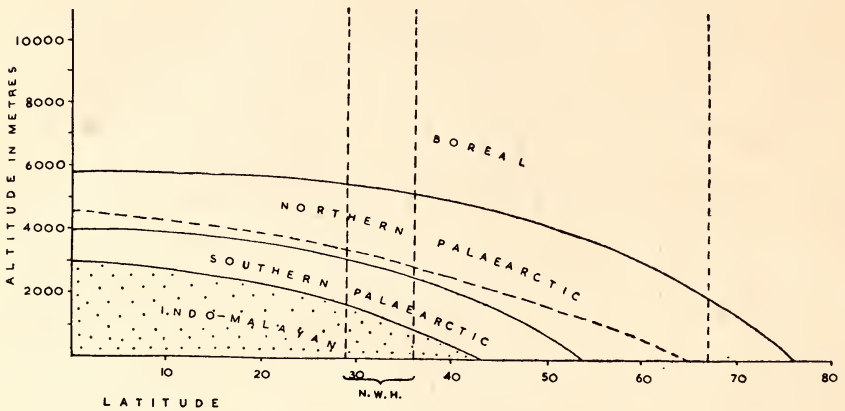 10000
8000
6000
4000
2000
ALTITUDE IN METRES
BOREAL
NORTHERN PALAEARCTIC
SOUTHERN PALAEARCTIC
INDO-MALAYAN
10 20 30 40 50 60 70 80
N.W.H.
LATITUDE